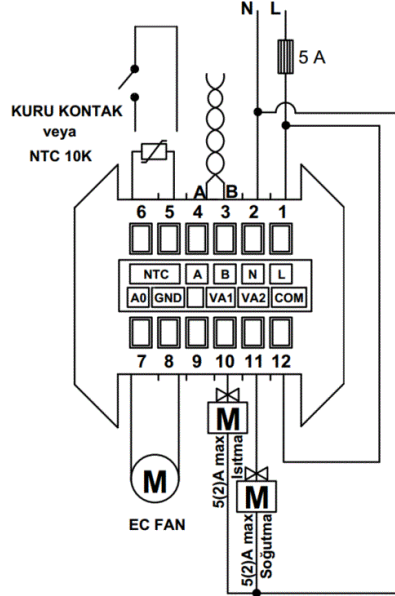 N L
5 A
KURU KONTAK
veya
NTC 10K
A B
6 5 4 3 2 1
NTC A B N L
A0 GND VA1 VA2 COM
7 8 9 10 11 12
M
5(2)A max
Isıtma
M
EC FAN
M
5(2)A max
Soğutma